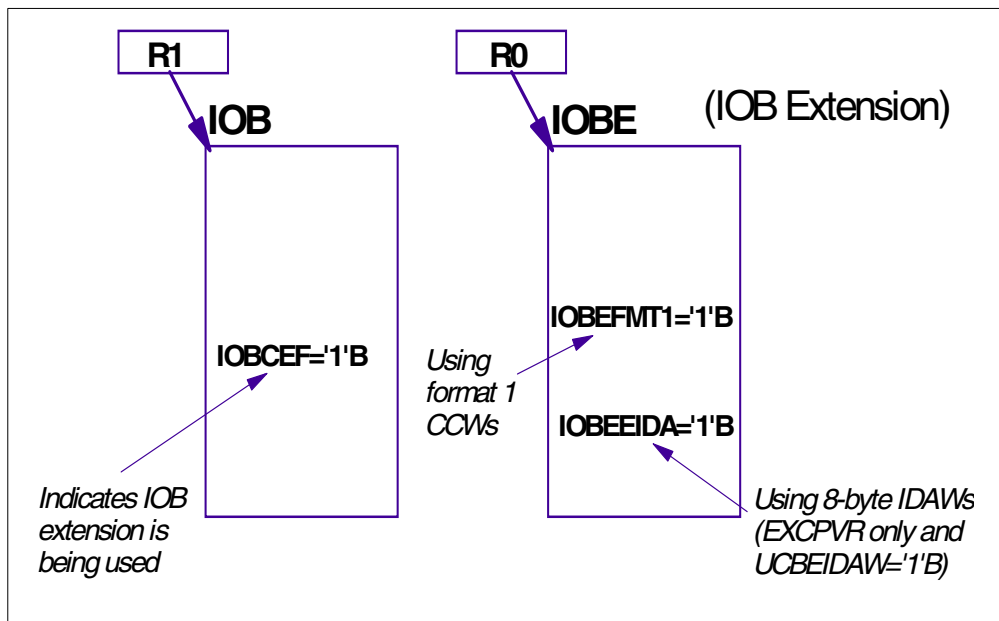 R1
IOB
IOBCEF='1'B
Indicates IOB
extension is
being used
R0
IOBE
(IOB Extension)
IOBEFMT1='1'B
Using
format 1
CCWs
IOBEEIDA='1'B
Using 8-byte IDAWs
(EXCPVR only and
UCBEIDAW='1'B)